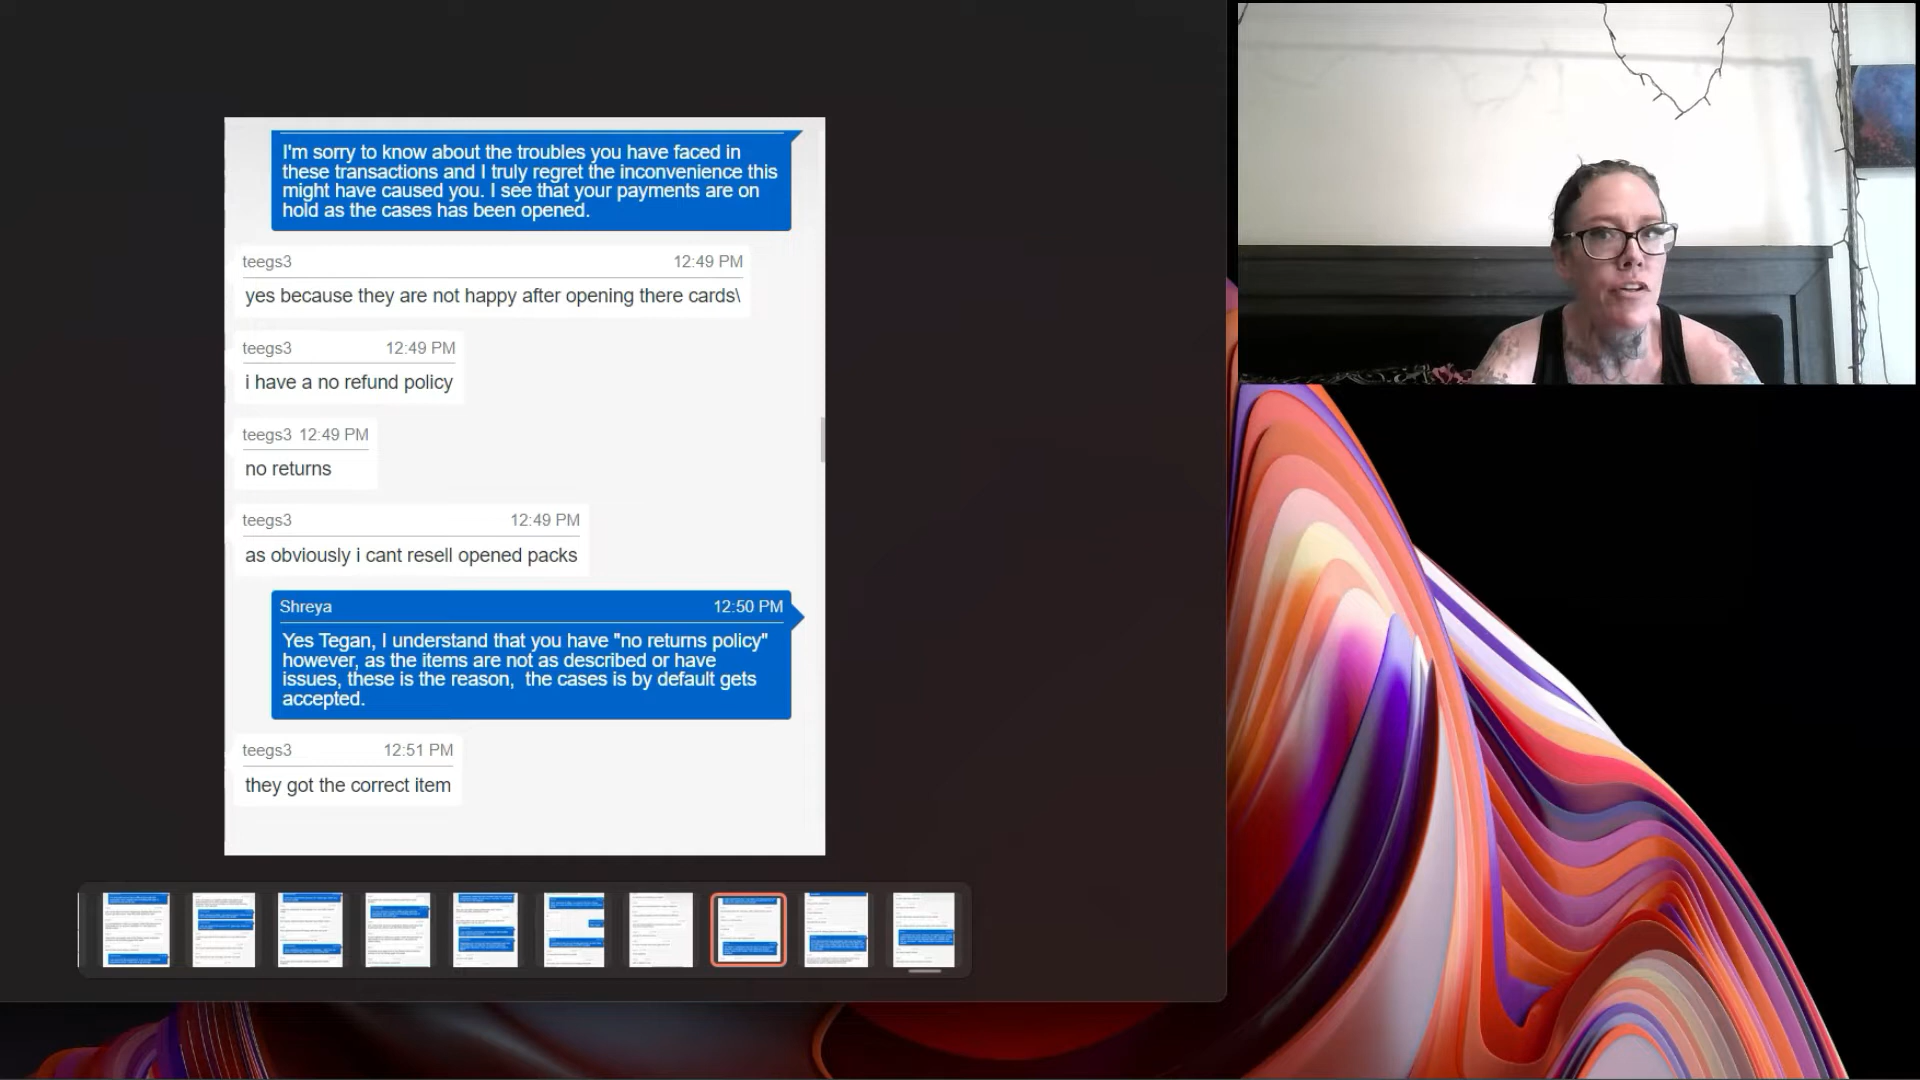 I'm sorry to know about the troubles you have faced in
these transactions and I truly regret the inconvenience this
might have caused you. I see that your payments are on
hold as the cases has been opened.
teegs3 12:49 PM
yes because they are not happy after opening there cards\
teegs3 12:49 PM
i have a no refund policy
teegs3 12:49 PM
no returns
teegs3 12:49 PM
as obviously i cant resell opened packs
Shreya 12:50 PM
Yes Tegan, I understand that you have "no returns policy"
however, as the items are not as described or have
issues, these is the reason,  the cases is by default gets
accepted.
teegs3 12:51 PM
they got the correct item